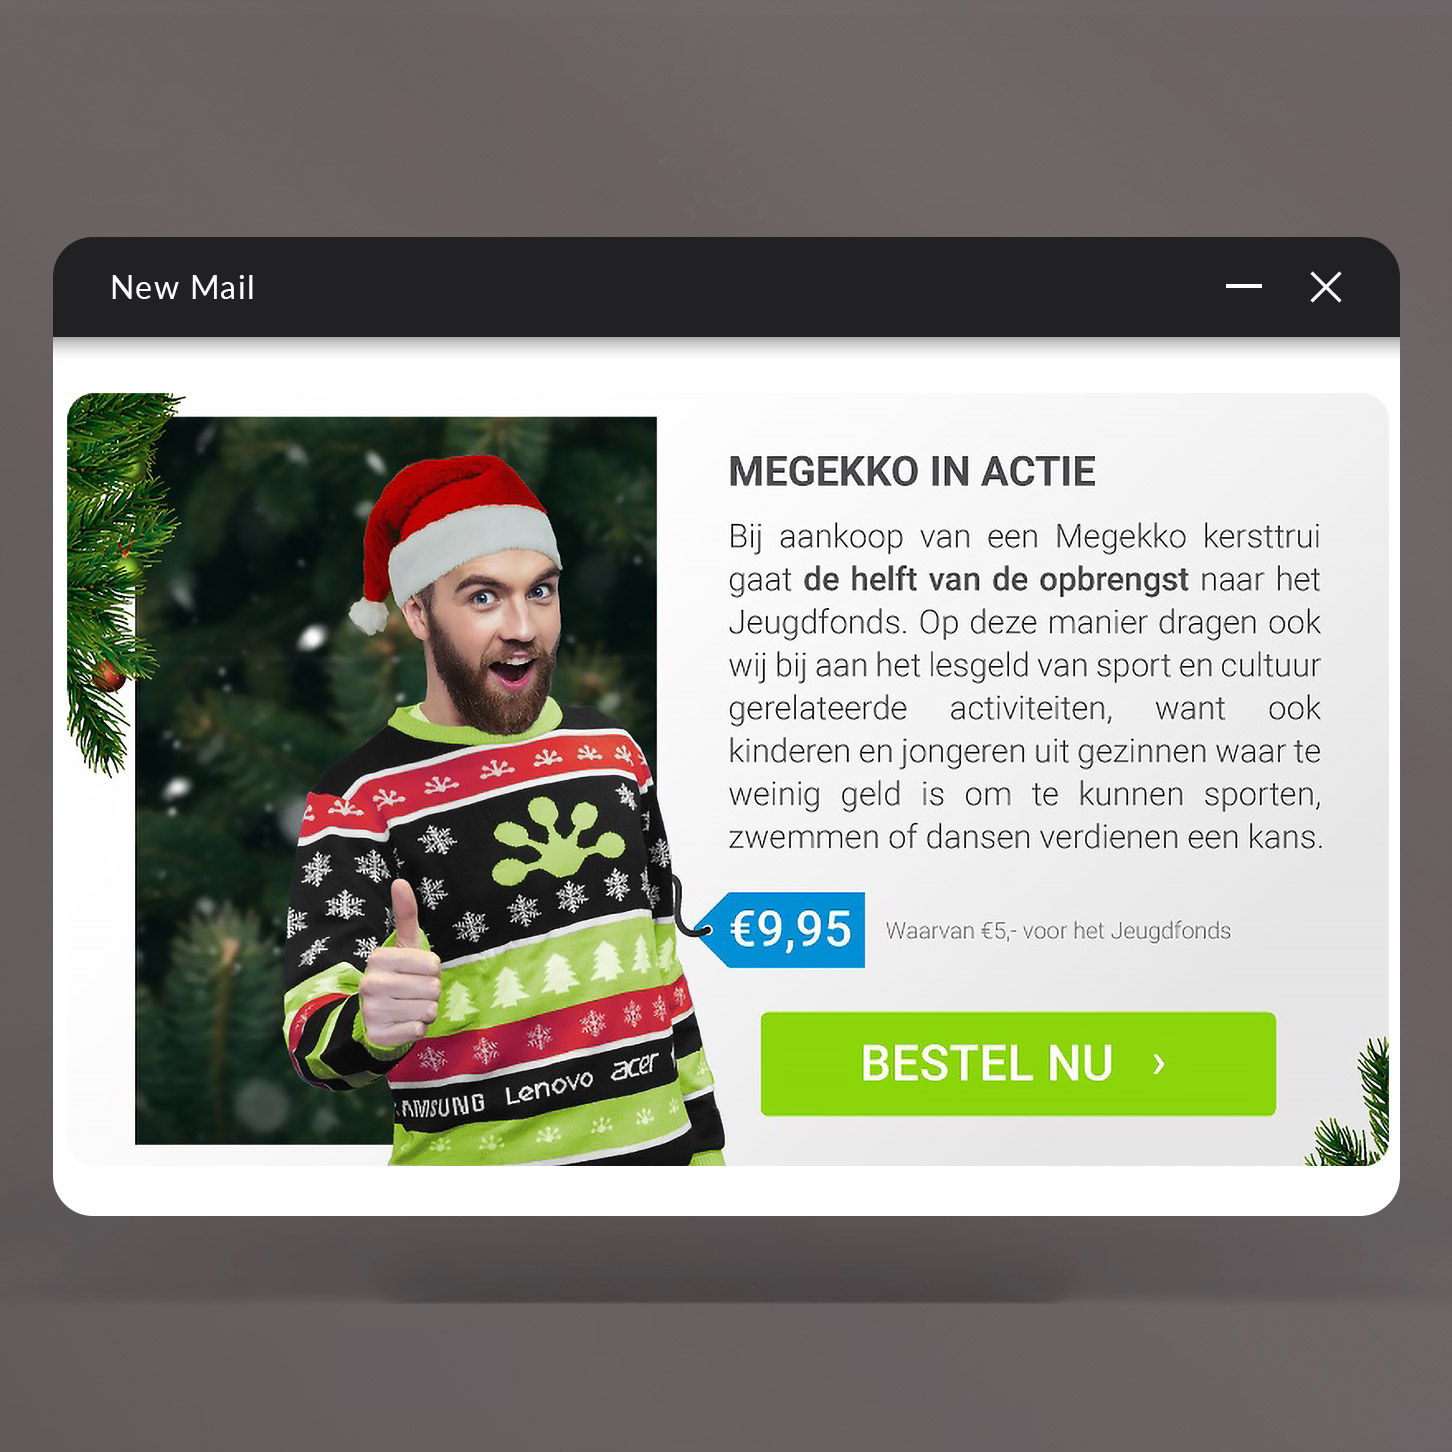 New Mail
MEGEKKO IN ACTIE
Bij aankoop van een Megekko kersttrui
gaat de helft van de opbrengst naar het
Jeugdfonds. Op deze manier dragen ook
wij bij aan het lesgeld van sport en cultuur
gerelateerde activiteiten, want ook
kinderen en jongeren uit gezinnen waar te
weinig geld is om te kunnen sporten,
zwemmen of dansen verdienen een kans.
€9,95 Waarvan €5,- voor het Jeugdfonds
BESTEL NU ›
AMSUNG Lenovo acer